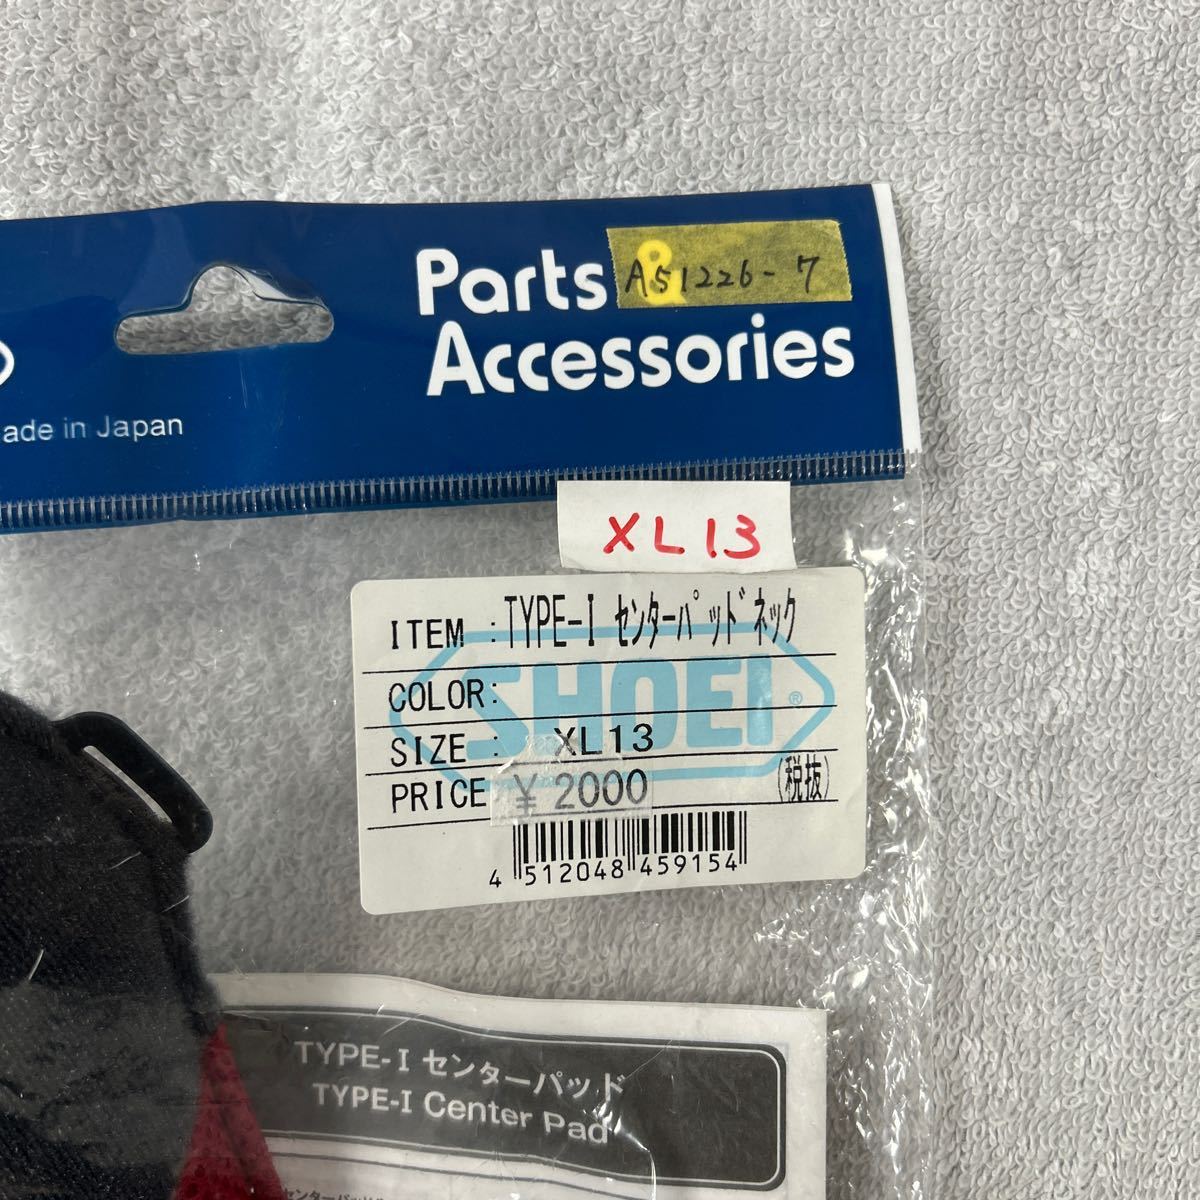 Parts &
A51226-7
Accessories
ade in Japan
XL13
ITEM : TYPE-I センターパッドネック
SHOEI ®
COLOR:
SIZE : XL13
PRICE ¥2000 (税抜)
4 512048 459154
TYPE-I センターパッド
TYPE-I Center Pad